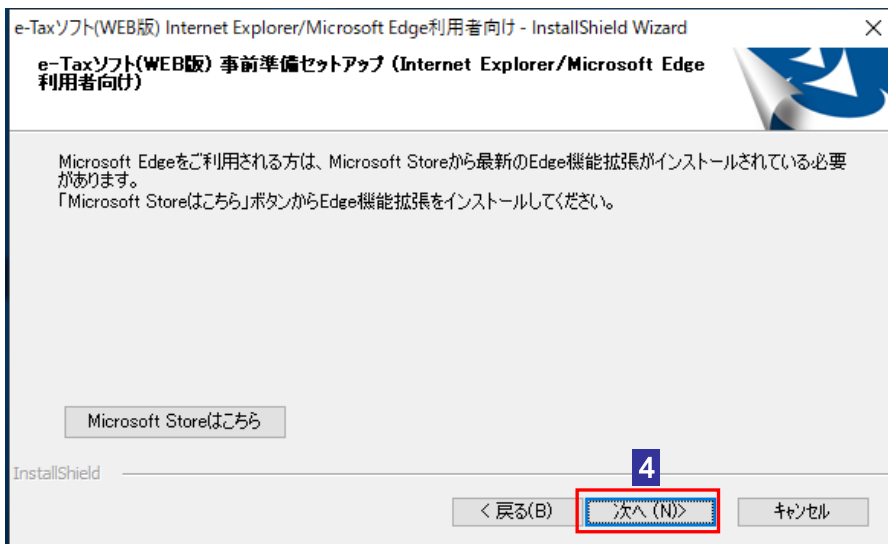 e-Taxソフト(WEB版) Internet Explorer/Microsoft Edge利用者向け - InstallShield Wizard
e-Taxソフト(WEB版) 事前準備セットアップ (Internet Explorer/Microsoft Edge
利用者向け)
Microsoft Edgeをご利用される方は、Microsoft Storeから最新のEdge機能拡張がインストールされている必要
があります。
「Microsoft Storeはこちら」ボタンからEdge機能拡張をインストールしてください。
Microsoft Storeはこちら
InstallShield
4
< 戻る(B)
次へ (N)>
キャンセル